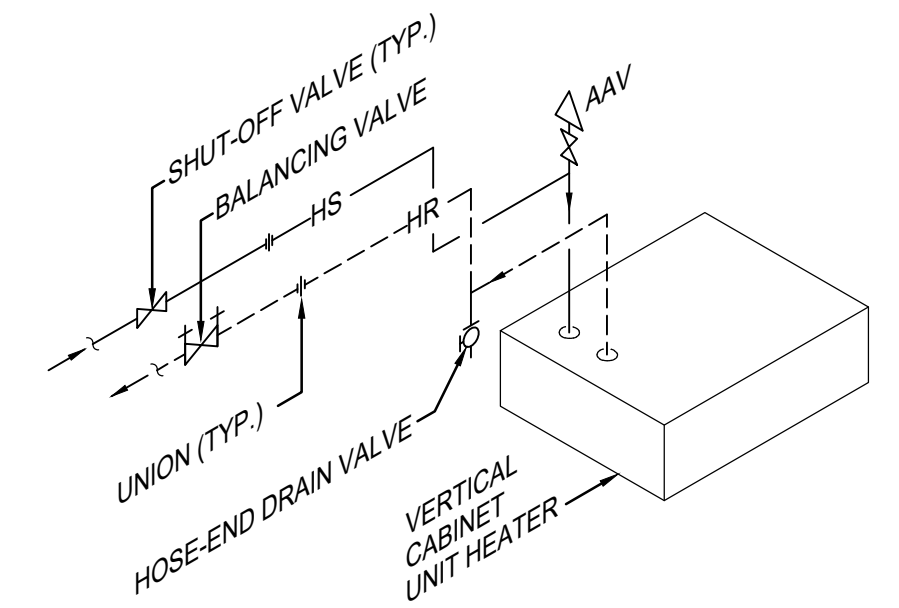 SHUT-OFF VALVE (TYP.)
BALANCING VALVE
AAV
HS
HR
UNION (TYP.)
HOSE-END DRAIN VALVE
VERTICAL
CABINET
UNIT HEATER